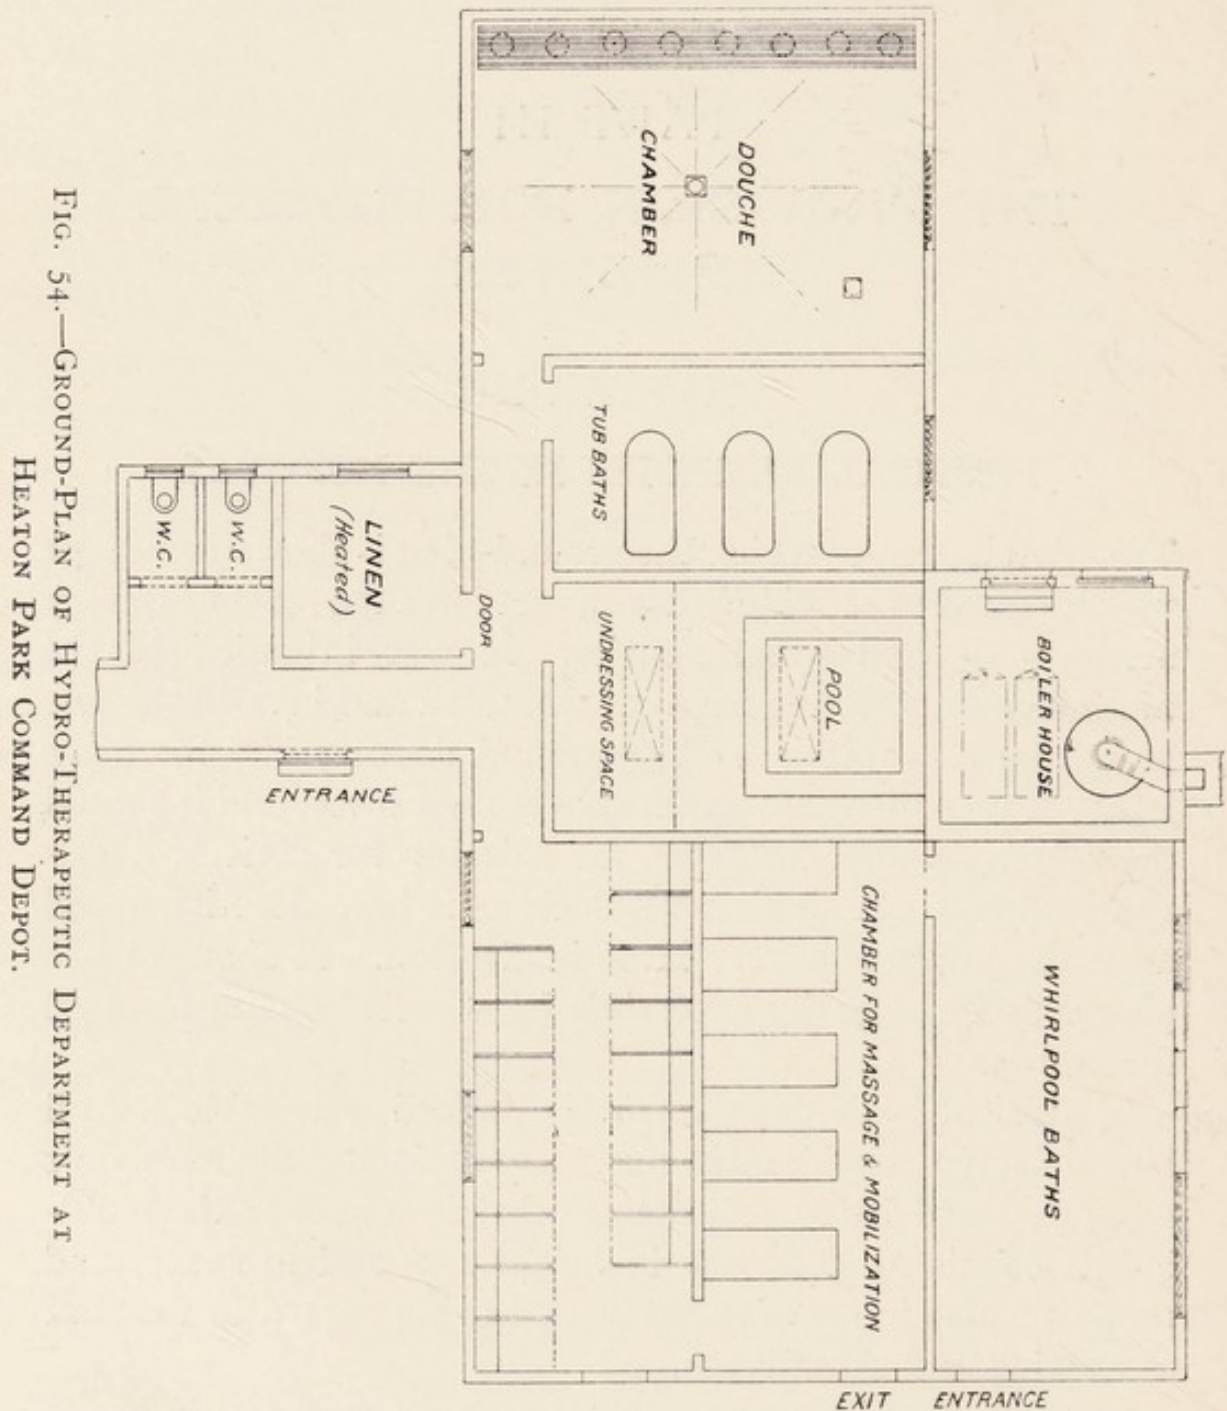 DOUCHE
CHAMBER
TUB BATHS
BOILER HOUSE
POOL
UNDRESSING SPACE
DOOR
LINEN
(Heated)
W.C.
W.C.
ENTRANCE
WHIRLPOOL BATHS
CHAMBER FOR MASSAGE & MOBILIZATION
EXIT
ENTRANCE
FIG. 54.—GROUND-PLAN OF HYDRO-THERAPEUTIC DEPARTMENT AT
HEATON PARK COMMAND DEPOT.